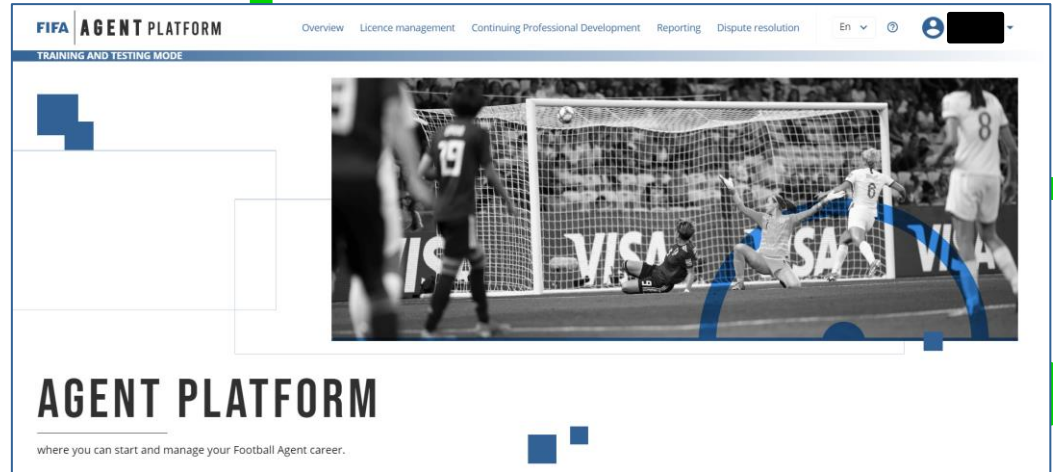 FIFA AGENT PLATFORM Overview Licence management Continuing Professional Development Reporting Dispute resolution En
TRAINING AND TESTING MODE
19
8
6
VISA
VISA
AGENT PLATFORM
where you can start and manage your Football Agent career.